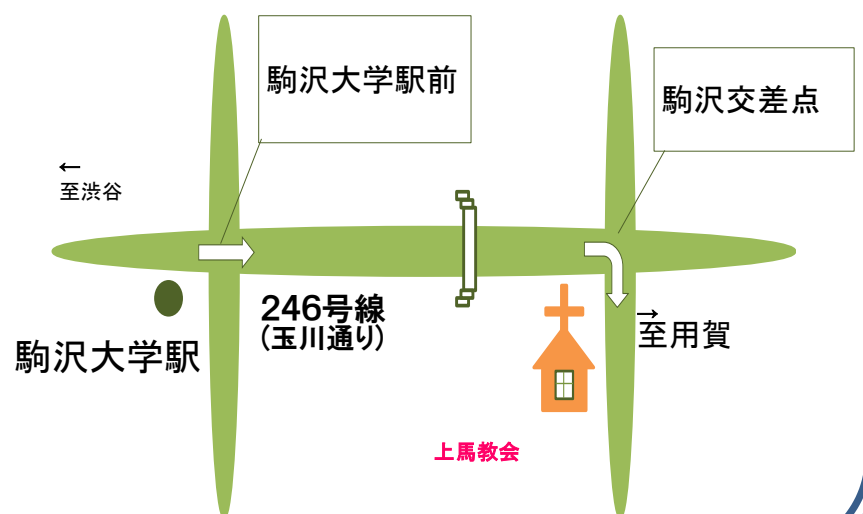 駒沢大学駅前
駒沢交差点
←
至渋谷
246号線
(玉川通り)
→
至用賀
駒沢大学駅
上馬教会